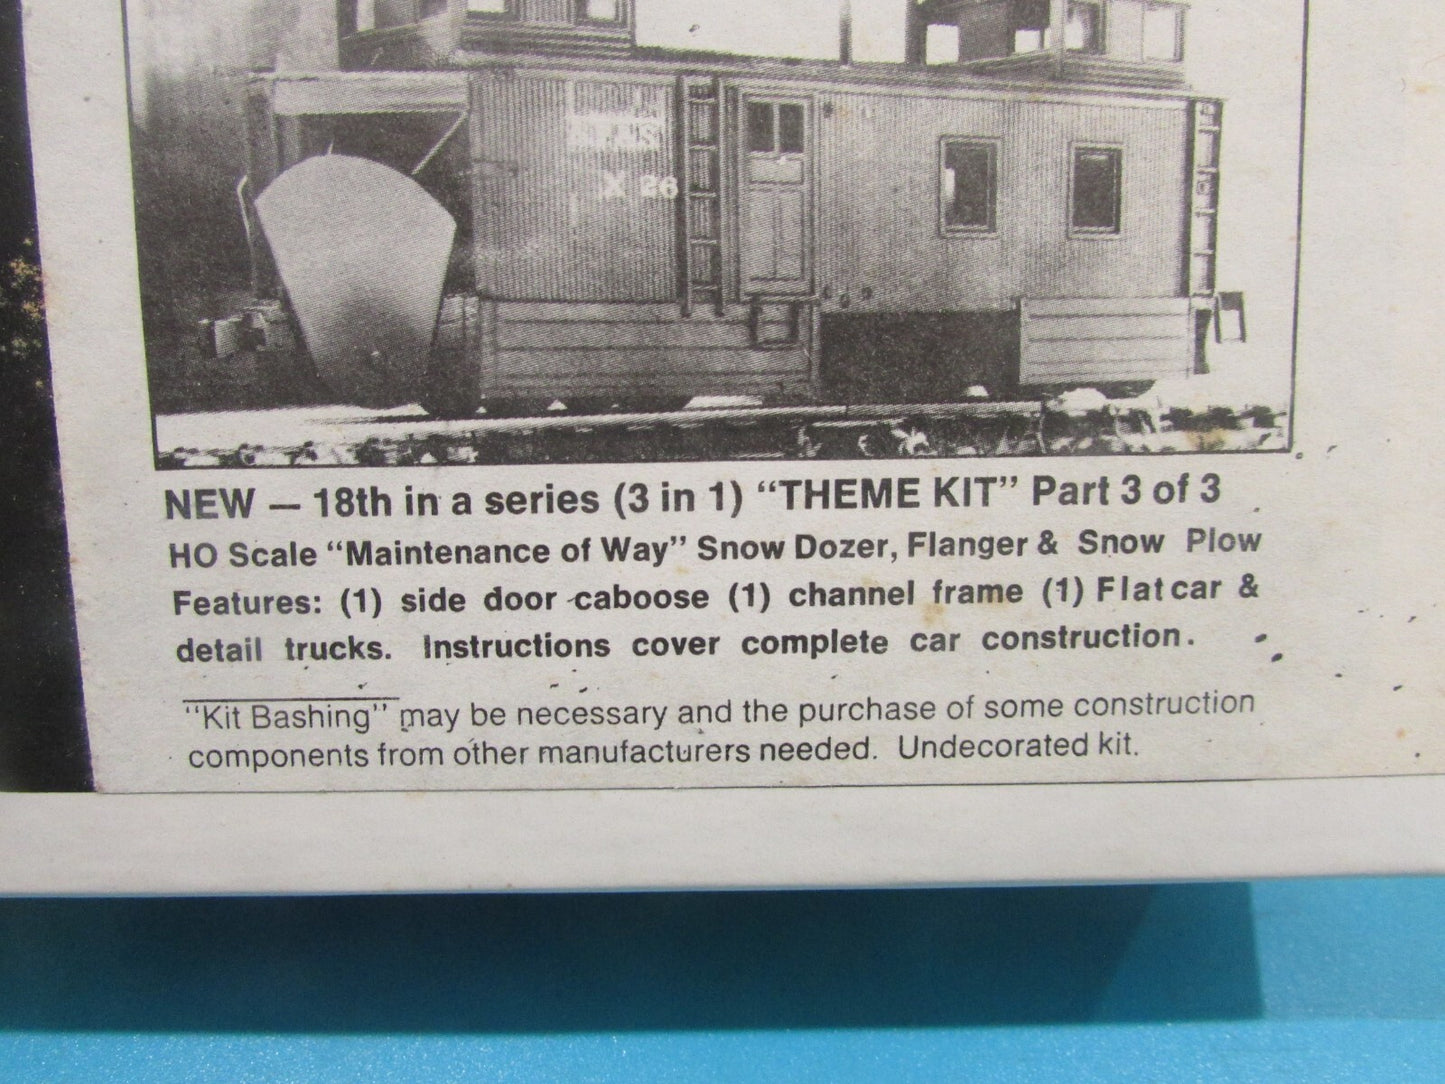 X 26
NEW — 18th in a series (3 in 1) “THEME KIT” Part 3 of 3
HO Scale “Maintenance of Way” Snow Dozer, Flanger & Snow Plow
Features: (1) side door caboose (1) channel frame (1) Flatcar &
detail trucks. Instructions cover complete car construction.
“Kit Bashing” may be necessary and the purchase of some construction
components from other manufacturers needed. Undecorated kit.